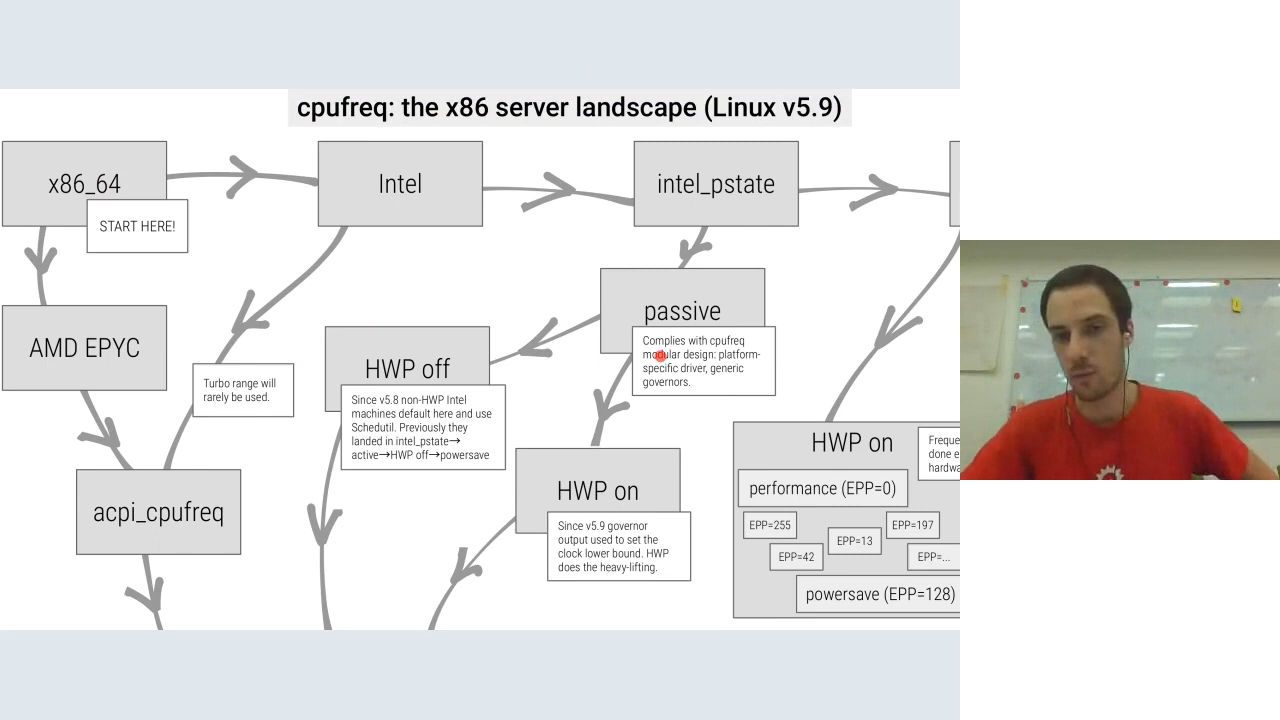 cpufreq: the x86 server landscape (Linux v5.9)
x86_64
START HERE!
Intel
intel_pstate
AMD EPYC
passive
Complies with cpufreq
modular design: platform-
specific driver, generic
governors.
Turbo range will
rarely be used.
HWP off
Since v5.8 non-HWP Intel
machines default here and use
Schedutil. Previously they
landed in intel_pstate→
active→HWP off→powersave
acpi_cpufreq
HWP on
Since v5.9 governor
output used to set the
clock lower bound. HWP
does the heavy-lifting.
HWP on
Freque
done e
hardwa
performance (EPP=0)
EPP=255
EPP=197
EPP=13
EPP=42
EPP=...
powersave (EPP=128)